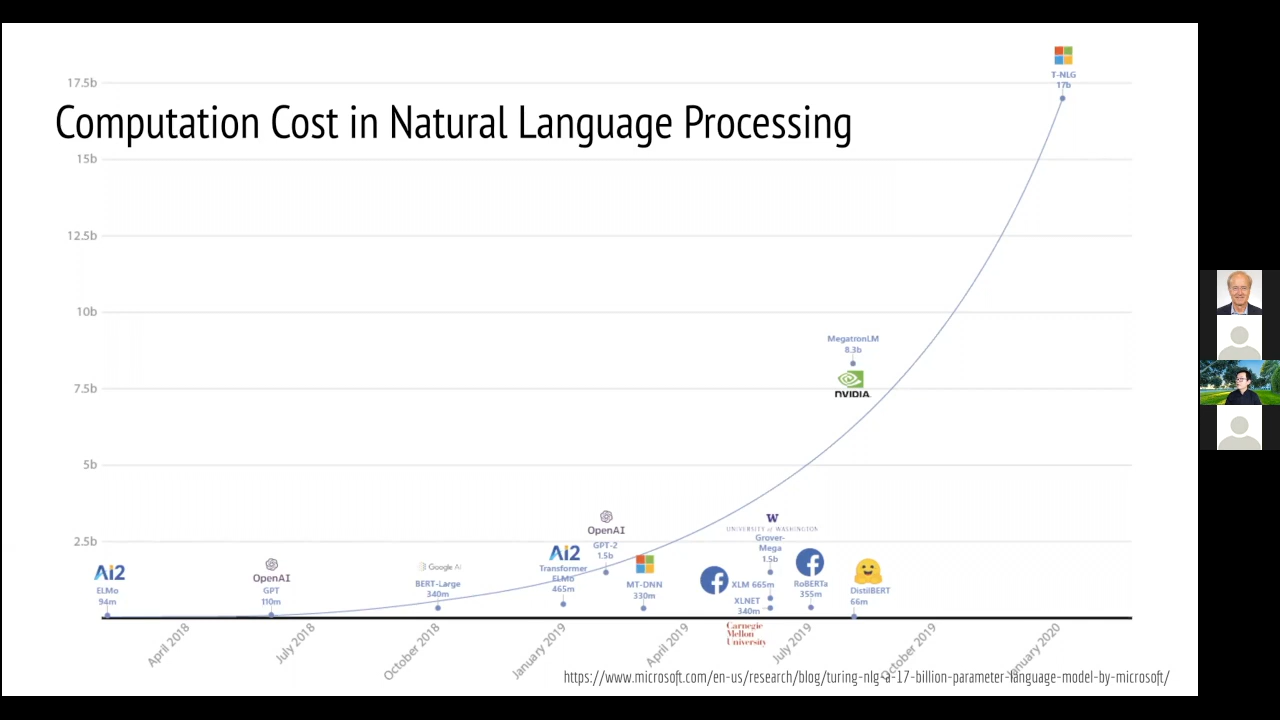 T-NLG
17b
17.5b
Computation Cost in Natural Language Processing
15b
12.5b
10b
MegatronLM
8.3b
NVIDIA.
7.5b
5b
2.5b
OpenAI
GPT-2
1.5b
W
UNIVERSITY of WASHINGTON
Grover-
Mega
1.5b
Ai2
ELMo
94m
OpenAI
GPT
110m
Google AI
BERT-Large
340m
Ai2
Transformer
ELMo
465m
MT-DNN
330m
XLM 665m
XLNET
340m
RoBERTa
355m
DistilBERT
66m
Carnegie
Mellon
University
April 2018
July 2018
October 2018
January 2019
April 2019
July 2019
October 2019
January 2020
https://www.microsoft.com/en-us/research/blog/turing-nlg-a-17-billion-parameter-language-model-by-microsoft/